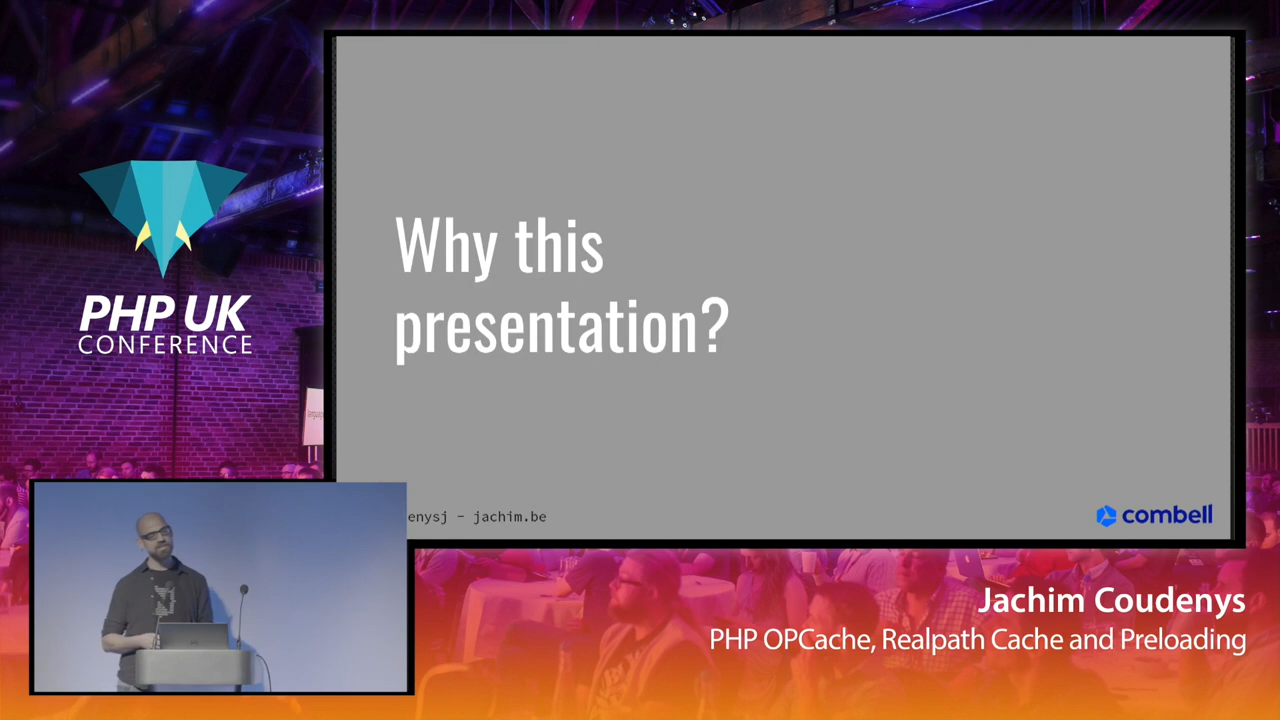 PHP UK
CONFERENCE
Why this
presentation?
enysj - jachim.be
combell
Jachim Coudenys
PHP OPCache, Realpath Cache and Preloading